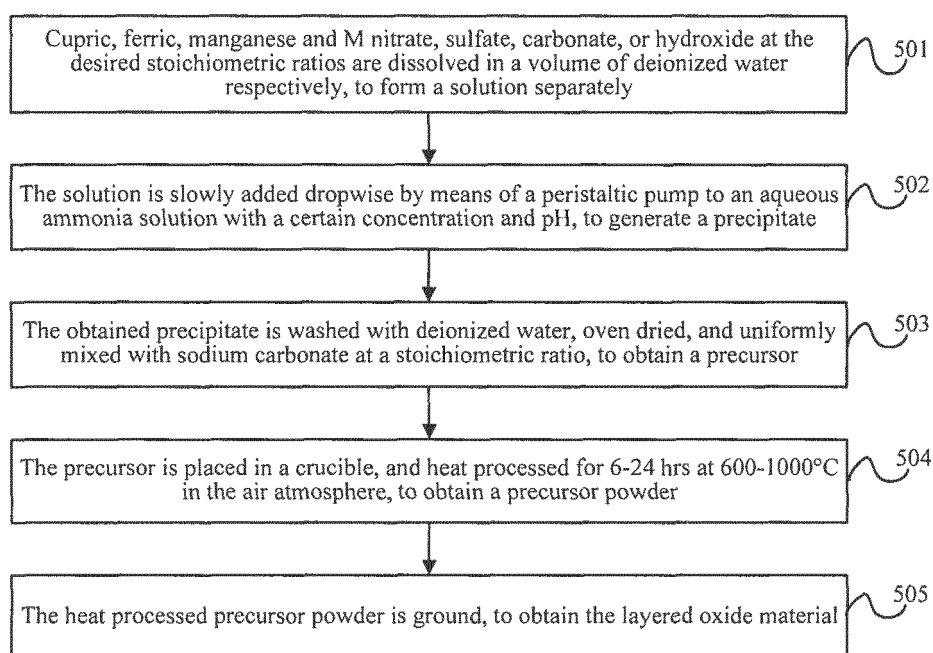 Cupric, ferric, manganese and M nitrate, sulfate, carbonate, or hydroxide at the
desired stoichiometric ratios are dissolved in a volume of deionized water
respectively, to form a solution separately
501
The solution is slowly added dropwise by means of a peristaltic pump to an aqueous
ammonia solution with a certain concentration and pH, to generate a precipitate
502
The obtained precipitate is washed with deionized water, oven dried, and uniformly
mixed with sodium carbonate at a stoichiometric ratio, to obtain a precursor
503
The precursor is placed in a crucible, and heat processed for 6-24 hrs at 600-1000°C
in the air atmosphere, to obtain a precursor powder
504
The heat processed precursor powder is ground, to obtain the layered oxide material
505